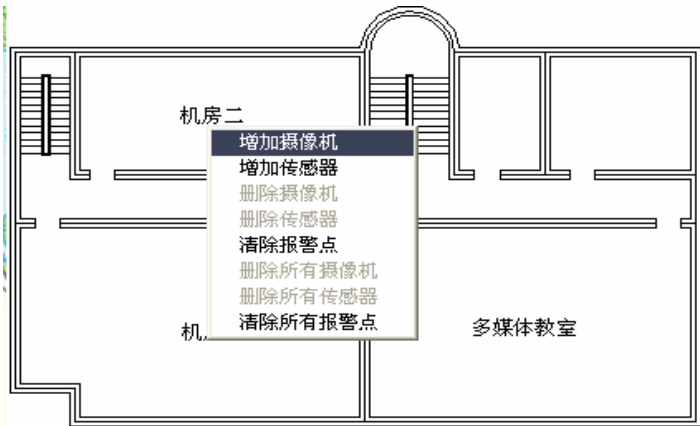 机房二
增加摄像机
增加传感器
删除摄像机
删除传感器
清除报警点
删除所有摄像机
删除所有传感器
清除所有报警点
机
多媒体教室